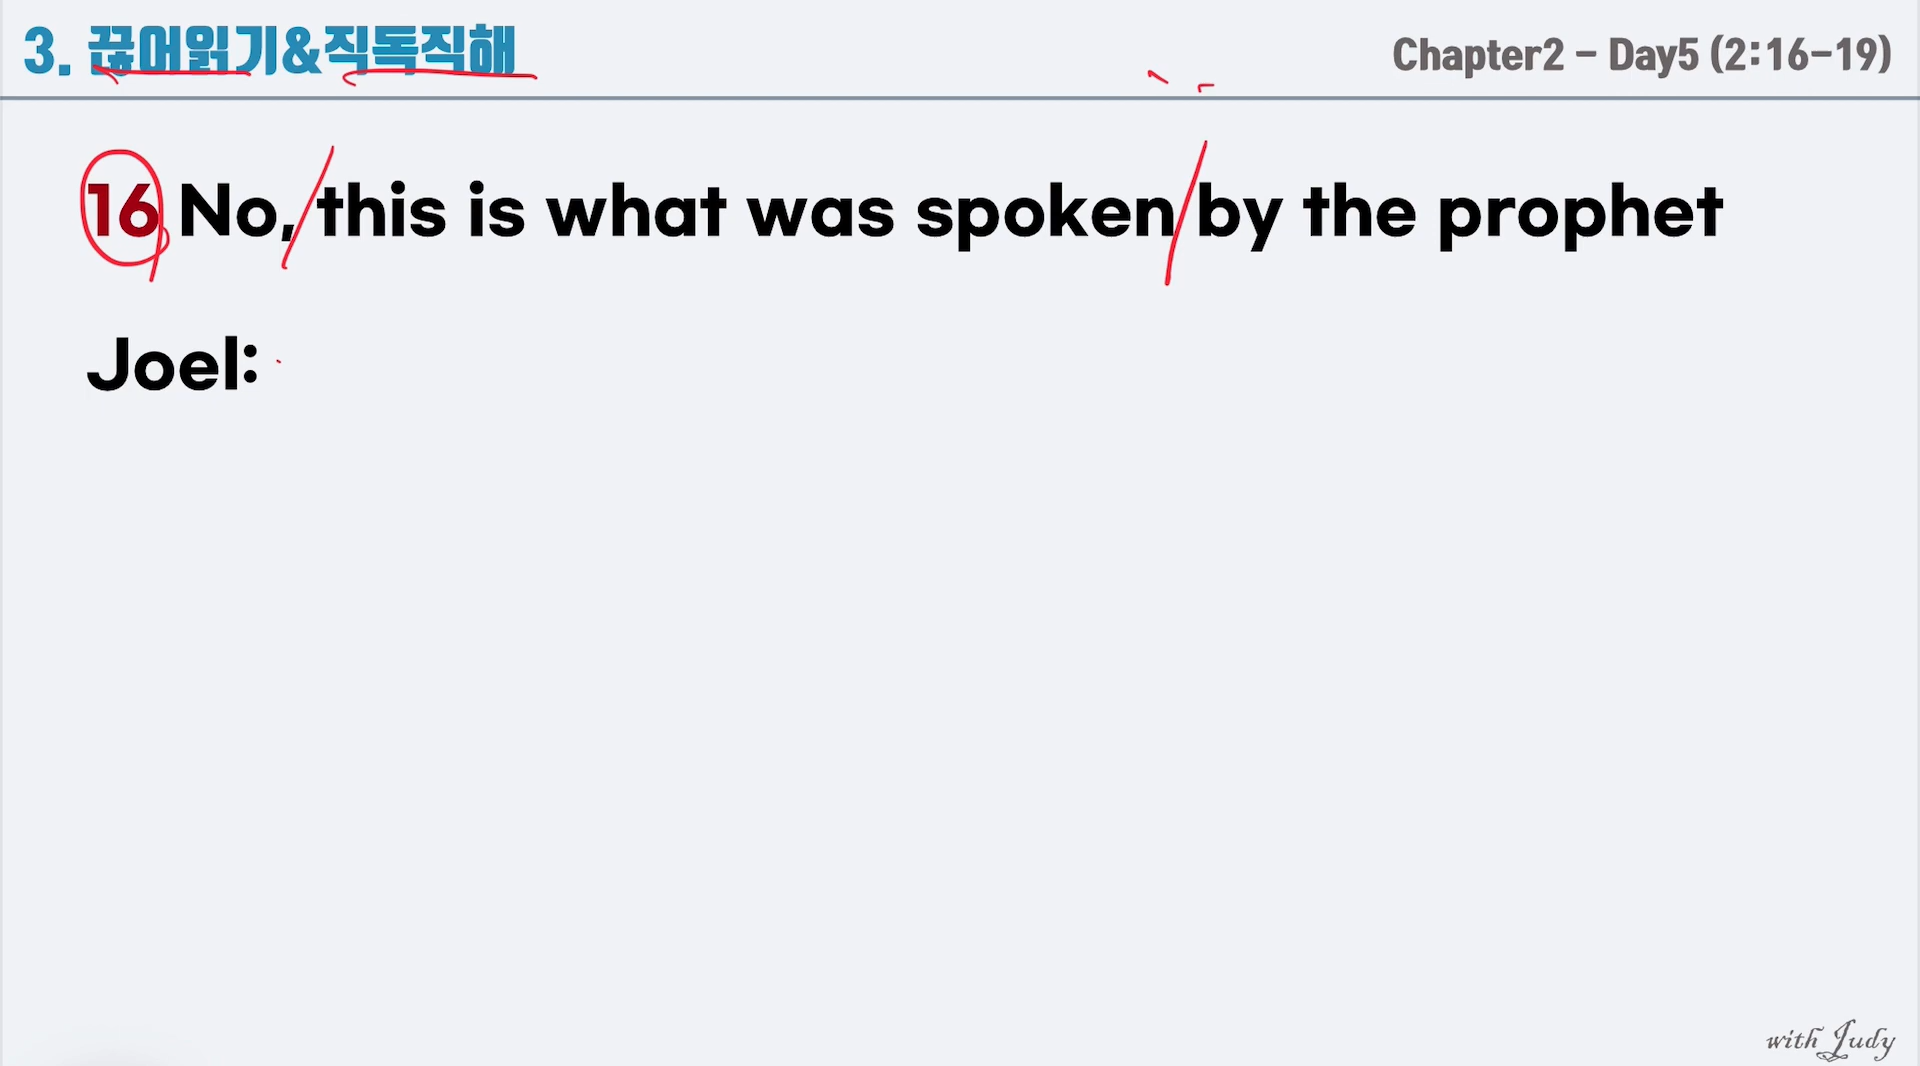 3. 끊어읽기&직독직해
Chapter2 - Day5 (2:16-19)
16 No, this is what was spoken by the prophet
Joel:
with Judy